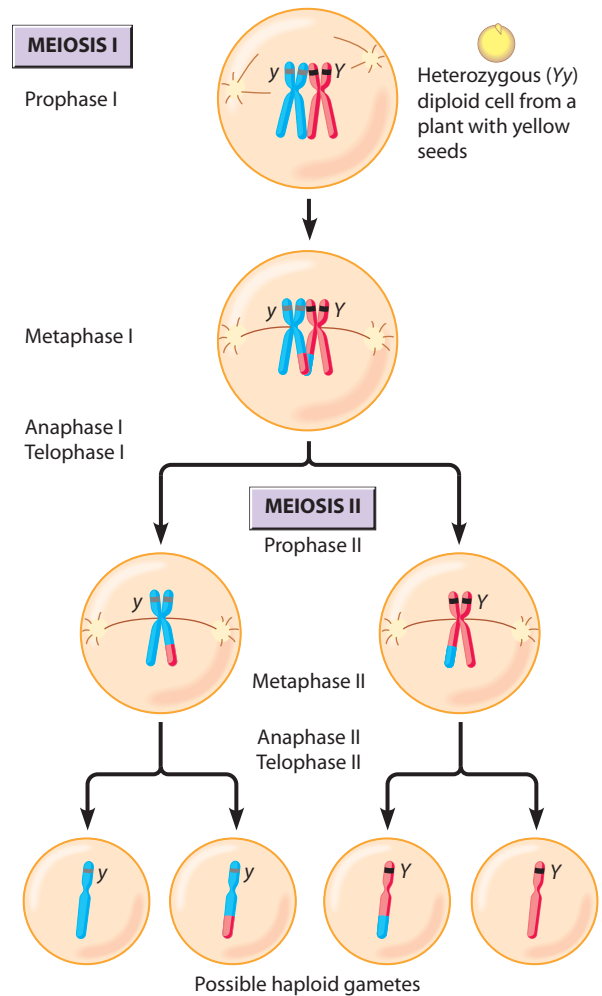 MEIOSIS I
Prophase I
y
Y
Heterozygous (Yy)
diploid cell from a
plant with yellow
seeds
Metaphase I
y
Y
Anaphase I
Telophase I
MEIOSIS II
Prophase II
y
Y
Metaphase II
Anaphase II
Telophase II
y
y
Y
Y
Possible haploid gametes